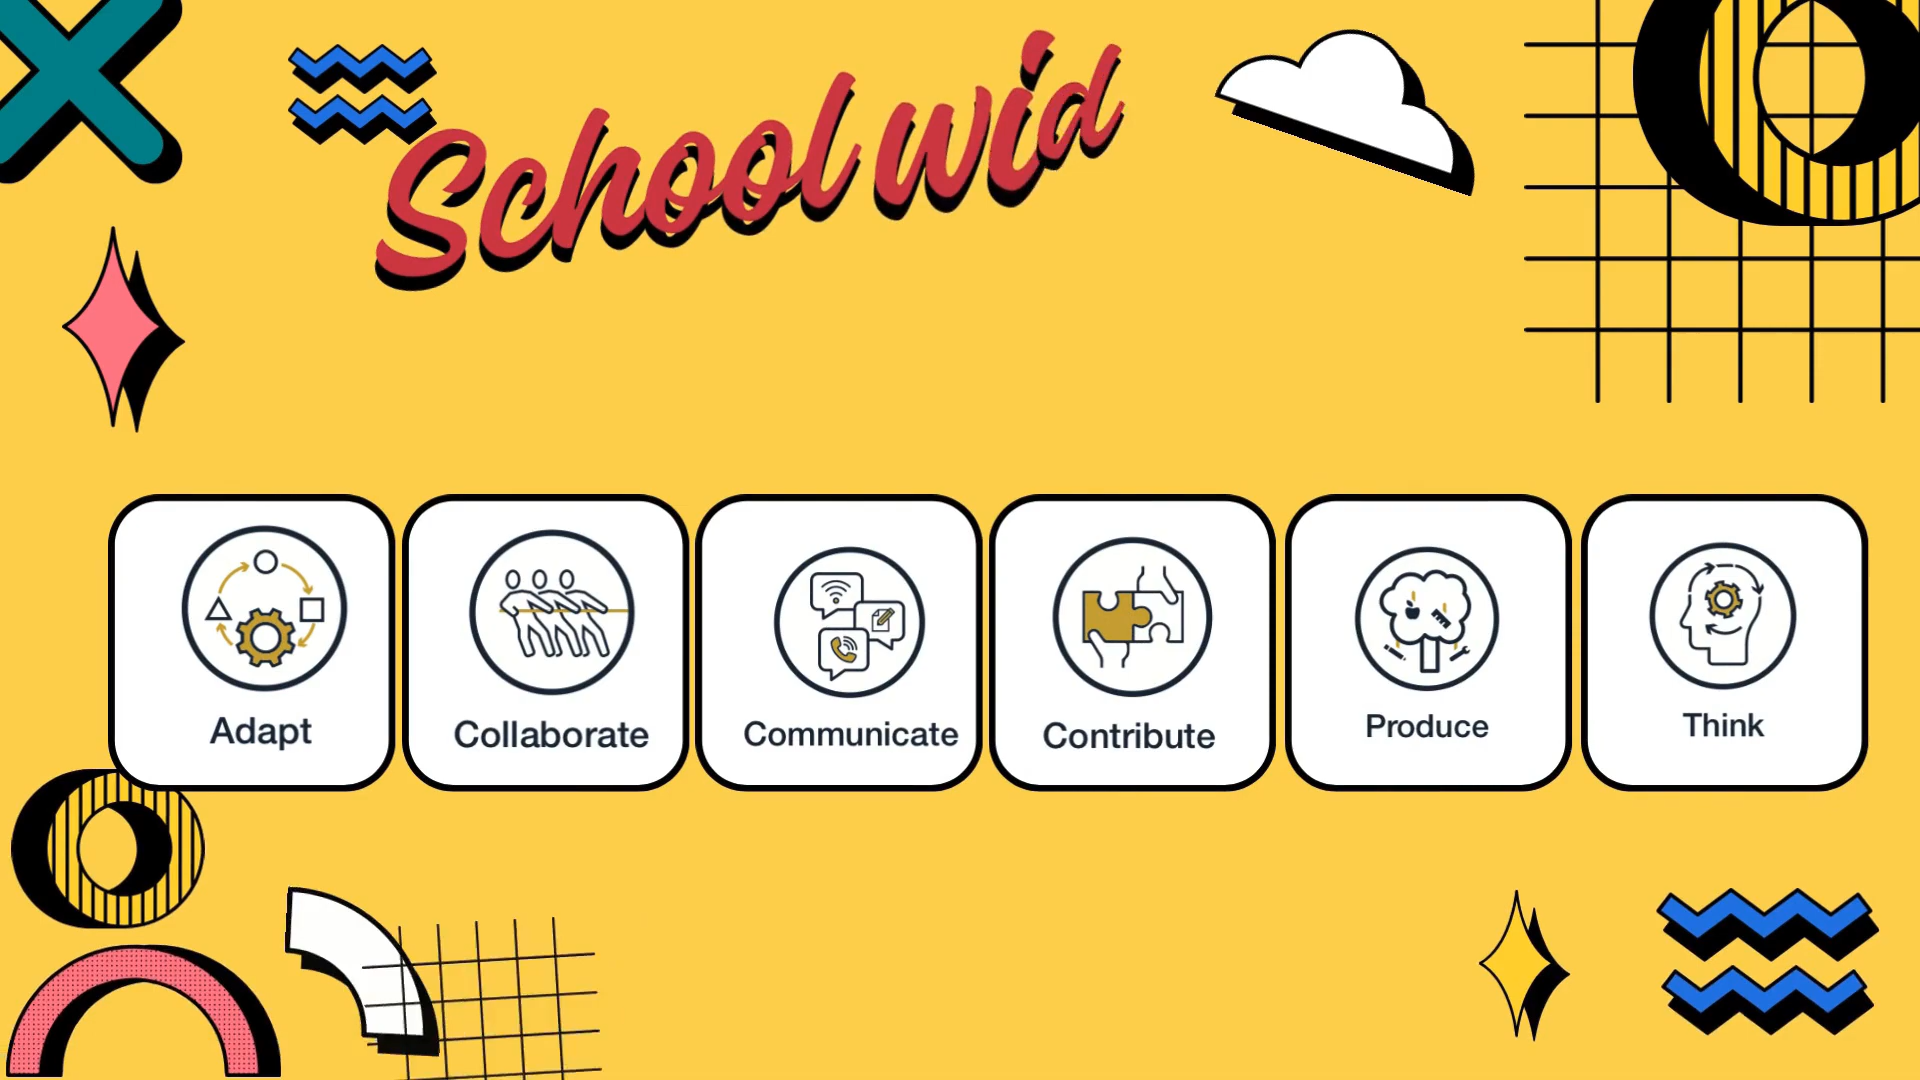 School wid
Adapt
Collaborate
Communicate
Contribute
Produce
Think